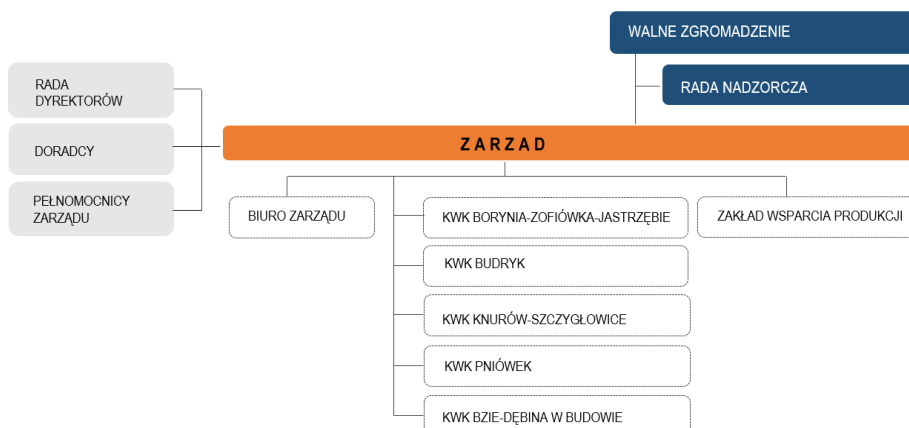 WALNE ZGROMADZENIE
RADA NADZORCZA
RADA
DYREKTORÓW
DORADCY
PEŁNOMOCNICY
ZARZĄDU
ZARZAD
BIURO ZARZĄDU
KWK BORYNIA-ZOFIÓWKA-JASTRZĘBIE
ZAKŁAD WSPARCIA PRODUKCJI
KWK BUDRYK
KWK KNURÓW-SZCZYGŁOWICE
KWK PNIÓWEK
KWK BZIE-DĘBINA W BUDOWIE